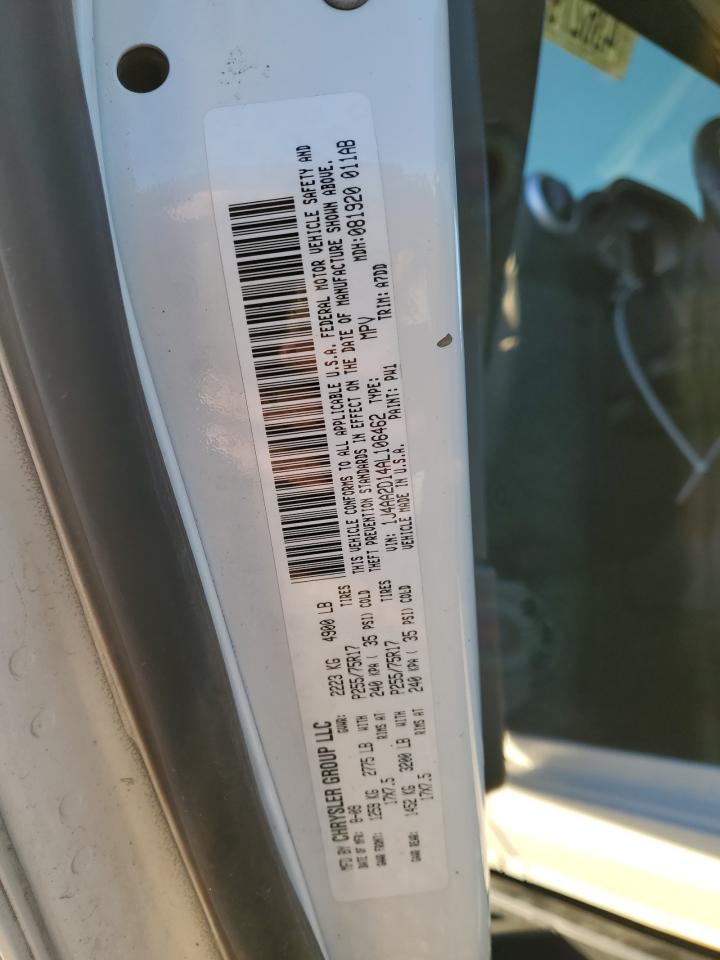 MFD BY CHRYSLER GROUP LLC
DATE OF MFR: 8-09 GVWR: 2223 KG 4900 LB
GAWR FRONT: 1259 KG 2775 LB WITH P255/75R17 TIRES
17X7.5 RIMS AT 240 KPA ( 35 PSI) COLD
GAWR REAR: 1452 KG 3200 LB WITH P255/75R17 TIRES
17X7.5 RIMS AT 240 KPA ( 35 PSI) COLD
THIS VEHICLE CONFORMS TO ALL APPLICABLE U.S.A. FEDERAL MOTOR VEHICLE SAFETY AND
THEFT PREVENTION STANDARDS IN EFFECT ON THE DATE OF MANUFACTURE SHOWN ABOVE.
VIN: 1J4AA2D14AL106462 TYPE: MPV MDH:081920 011AB
VEHICLE MADE IN U.S.A. PAINT: PW1 TRIM: A7DD